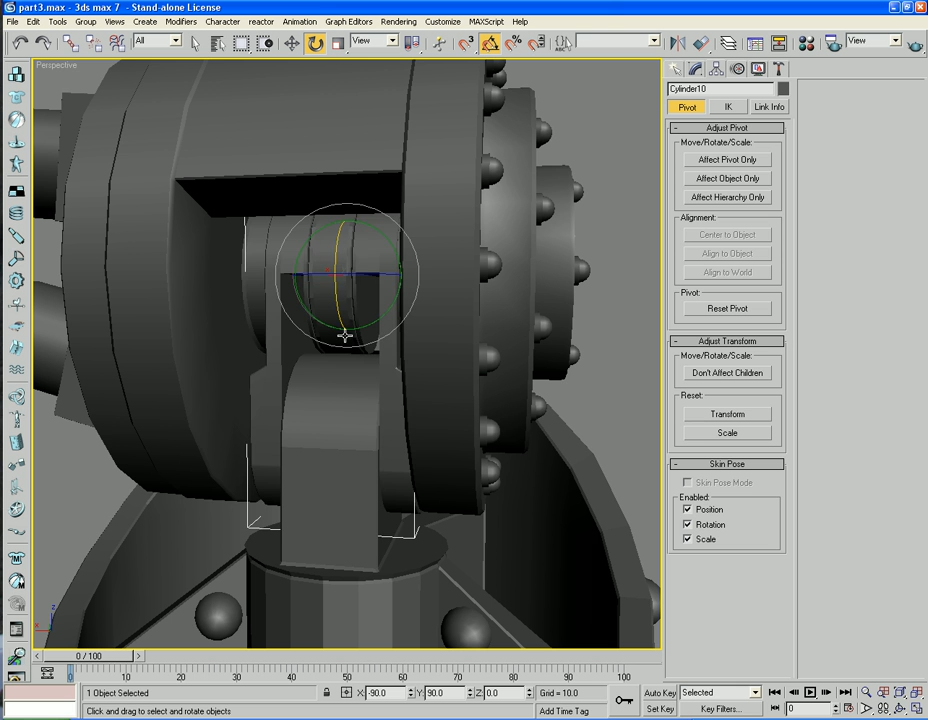 part3.max - 3ds max 7 - Stand-alone License
File Edit Tools Group Views Create Modifiers Character reactor Animation Graph Editors Rendering Customize MAXScript Help
All View View
Perspective
Cylinder10
Pivot IK Link Info
- Adjust Pivot
Move/Rotate/Scale:
Affect Pivot Only
Affect Object Only
Affect Hierarchy Only
Alignment:
Center to Object
Align to Object
Align to World
Pivot:
Reset Pivot
- Adjust Transform
Move/Rotate/Scale:
Don't Affect Children
Reset:
Transform
Scale
- Skin Pose
Skin Pose Mode
Enabled:
Position
Rotation
Scale
z
x
< 0 / 100 >
0 10 20 30 40 50 60 70 80 90 100
1 Object Selected X: -90.0 Y: 90.0 Z: 0.0 Grid = 10.0 Auto Key Selected
Click and drag to select and rotate objects Add Time Tag Set Key Key Filters... 0